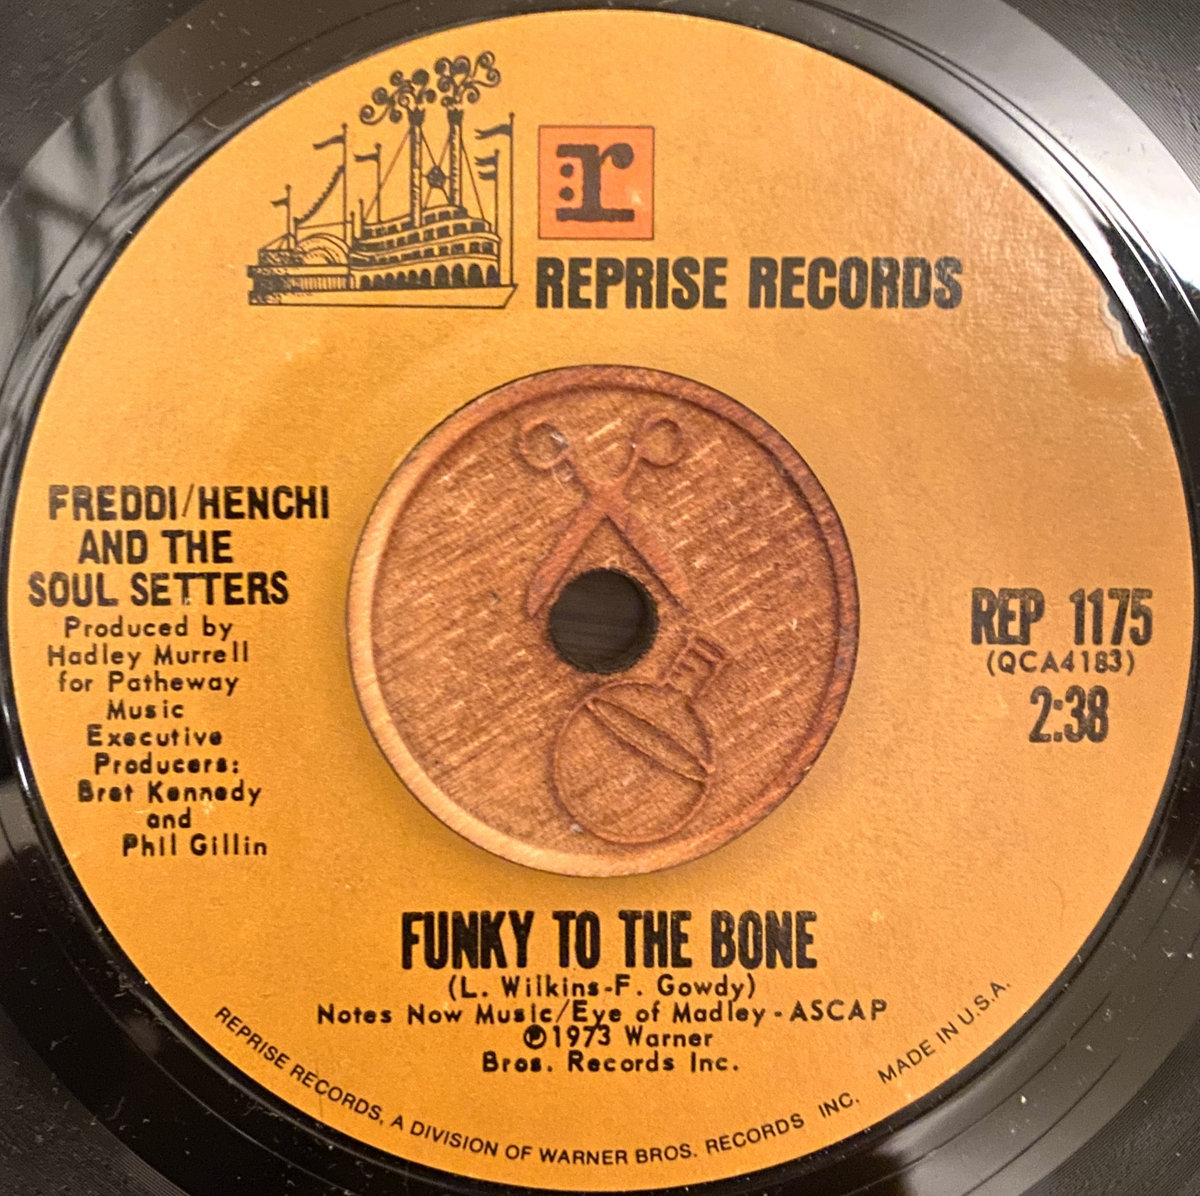 r
REPRISE RECORDS
FREDDI/HENCHI
AND THE
SOUL SETTERS
Produced by
Hadley Murrell
for Patheway
Music
Executive
Producers:
Bret Kennedy
and
Phil Gillin
REP 1175
(QCA4183)
2:38
FUNKY TO THE BONE
(L. Wilkins-F. Gowdy)
Notes Now Music/Eye of Madley - ASCAP
℗1973 Warner
Bros. Records Inc.
REPRISE RECORDS, A DIVISION OF WARNER BROS. RECORDS INC. MADE IN U.S.A.